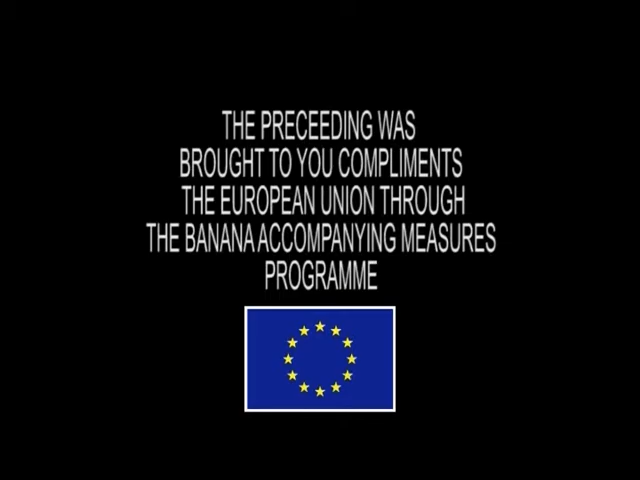 THE PRECEEDING WAS
BROUGHT TO YOU COMPLIMENTS
THE EUROPEAN UNION THROUGH
THE BANANA ACCOMPANYING MEASURES
PROGRAMME